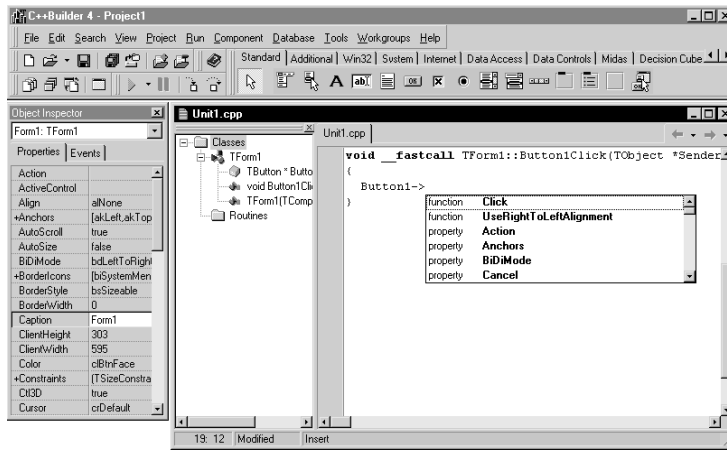 C++Builder 4 - Project1
File Edit Search View Project Run Component Database Tools Workgroups Help
Standard Additional Win32 System Internet Data Access Data Controls Midas Decision Cube
Object Inspector
Form1: TForm1
Properties Events
Action
ActiveControl
Align alNone
+Anchors [akLeft,akTop
AutoScroll true
AutoSize false
BiDiMode bdLeftToRight
+BorderIcons [biSystemMen
BorderStyle bsSizeable
BorderWidth 0
Caption Form1
ClientHeight 303
ClientWidth 595
Color clBtnFace
+Constraints (TSizeConstra
Ctl3D true
Cursor crDefault
Unit1.cpp
Classes
TForm1
TButton * Butto
void Button1Cli
TForm1(TComp
Routines
Unit1.cpp
void __fastcall TForm1::Button1Click(TObject *Sender
{
Button1->
}
function Click
function UseRightToLeftAlignment
property Action
property Anchors
property BiDiMode
property Cancel
19: 12 Modified Insert